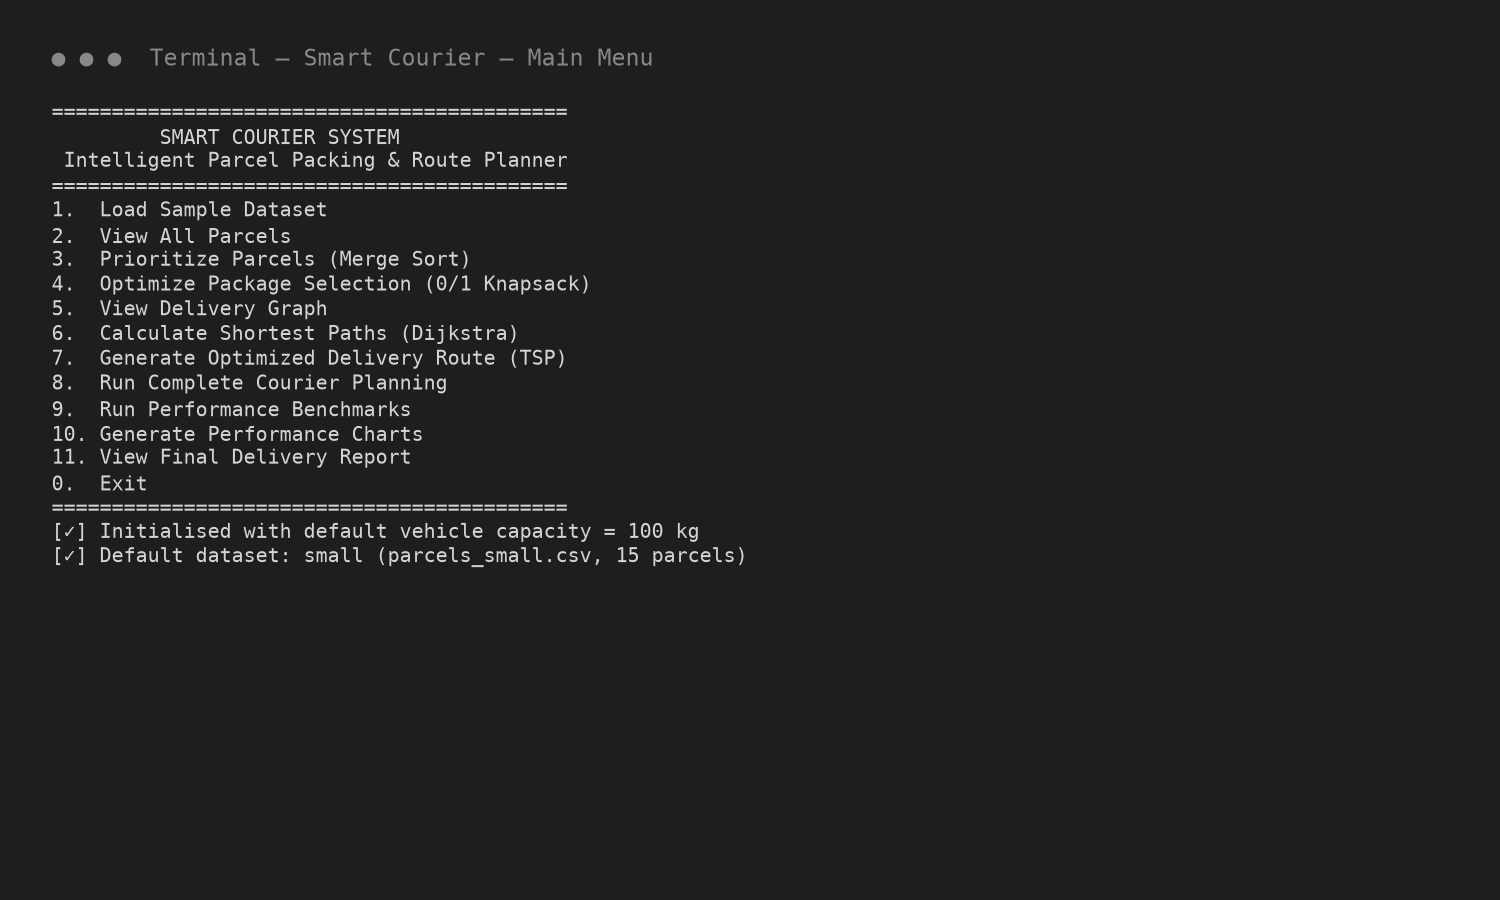 ● ● ●  Terminal — Smart Courier — Main Menu
===========================================
         SMART COURIER SYSTEM
 Intelligent Parcel Packing & Route Planner
===========================================
1.  Load Sample Dataset
2.  View All Parcels
3.  Prioritize Parcels (Merge Sort)
4.  Optimize Package Selection (0/1 Knapsack)
5.  View Delivery Graph
6.  Calculate Shortest Paths (Dijkstra)
7.  Generate Optimized Delivery Route (TSP)
8.  Run Complete Courier Planning
9.  Run Performance Benchmarks
10. Generate Performance Charts
11. View Final Delivery Report
0.  Exit
===========================================
[✓] Initialised with default vehicle capacity = 100 kg
[✓] Default dataset: small (parcels_small.csv, 15 parcels)